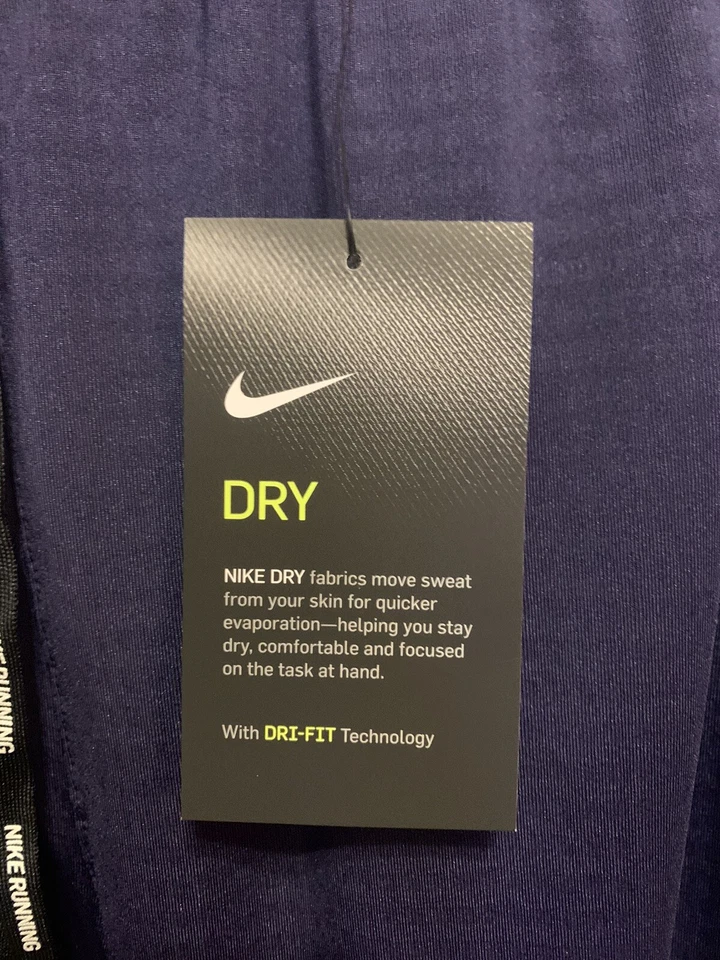 DRY
NIKE DRY fabrics move sweat
from your skin for quicker
evaporation—helping you stay
dry, comfortable and focused
on the task at hand.
With DRI-FIT Technology
RUNNING
NIKE RUNNING